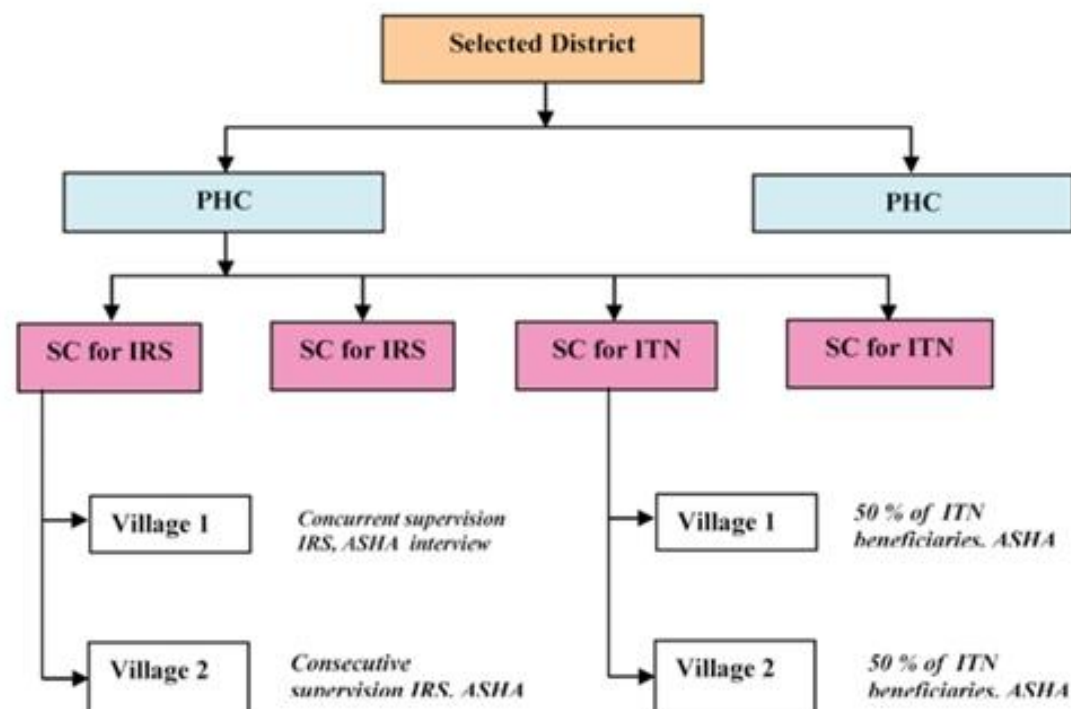 Selected District
PHC
PHC
SC for IRS
SC for IRS
SC for ITN
SC for ITN
Village 1
Concurrent supervision
IRS, ASHA interview
Village 1
50 % of ITN
beneficiaries. ASHA
Village 2
Consecutive
supervision IRS. ASHA
Village 2
50 % of ITN
beneficiaries. ASHA